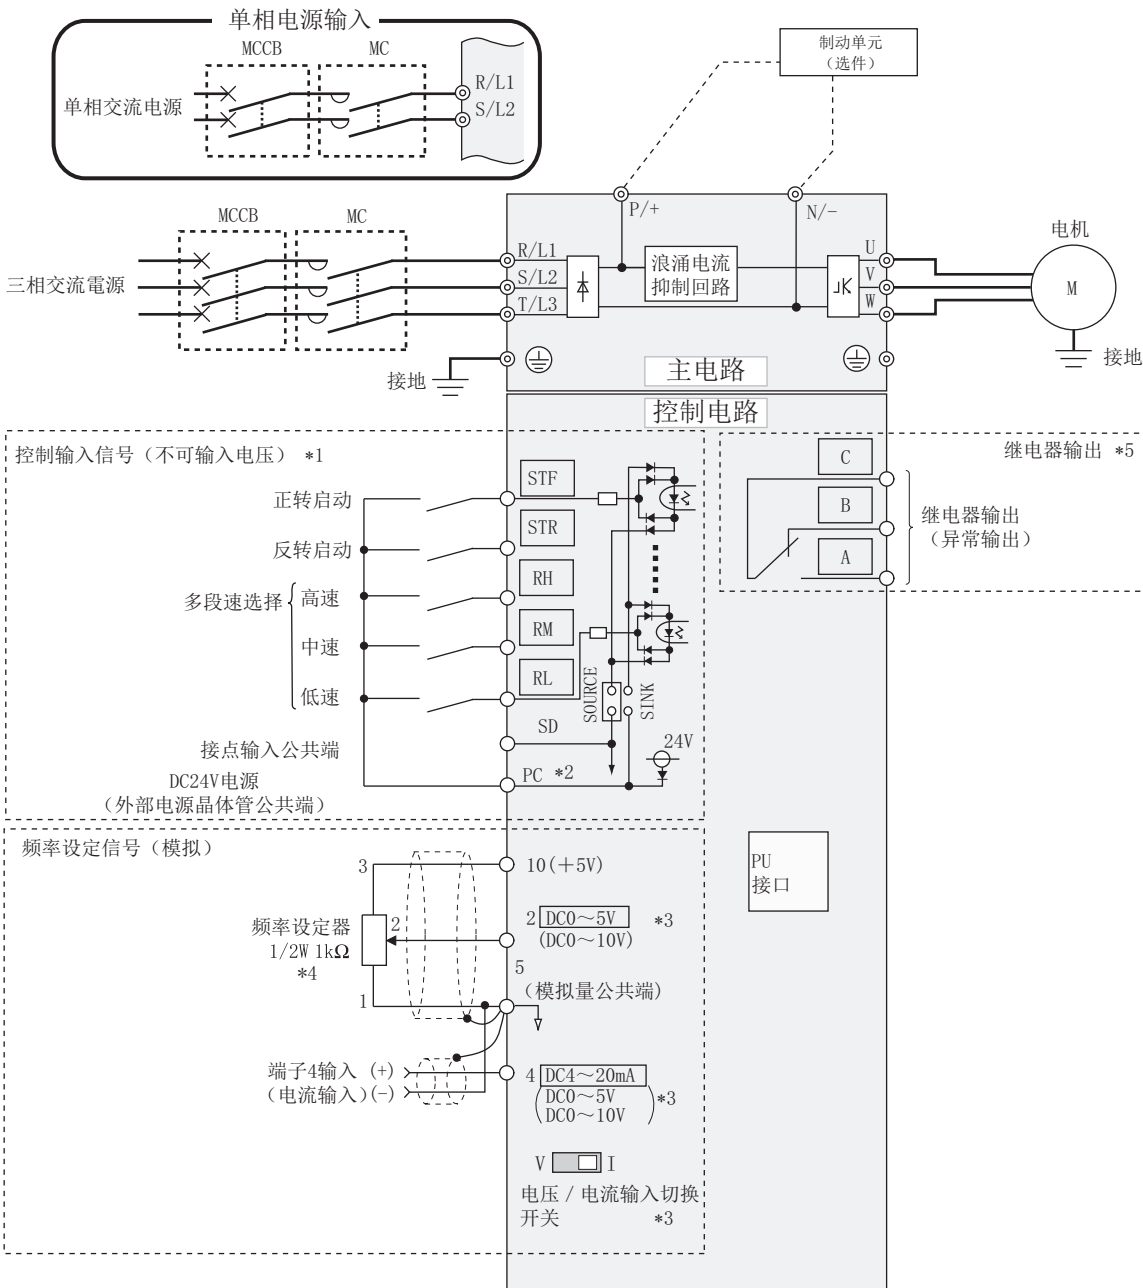 单相电源输入
MCCB MC
单相交流电源
R/L1
S/L2
制动单元
（选件）
P/+
N/-
MCCB MC
三相交流電源
R/L1
S/L2
T/L3
浪涌电流
抑制回路
U
V
W
电机
M
接地
接地
主电路
控制电路
控制输入信号（不可输入电压） *1
正转启动
反转启动
多段速选择
高速
中速
低速
接点输入公共端
DC24V电源
（外部电源晶体管公共端）
STF
STR
RH
RM
RL
SD
PC *2
SOURCE
SINK
24V
继电器输出 *5
C
B
A
继电器输出
（异常输出）
频率设定信号（模拟）
3
2
1
频率设定器
1/2W 1kΩ
*4
10(＋5V)
2 DC0～5V *3
(DC0～10V)
5
（模拟量公共端）
端子4输入 (+)
（电流输入）(−)
4 DC4～20mA
(DC0～5V
DC0～10V) *3
V I
电压 / 电流输入切换
开关 *3
PU
接口